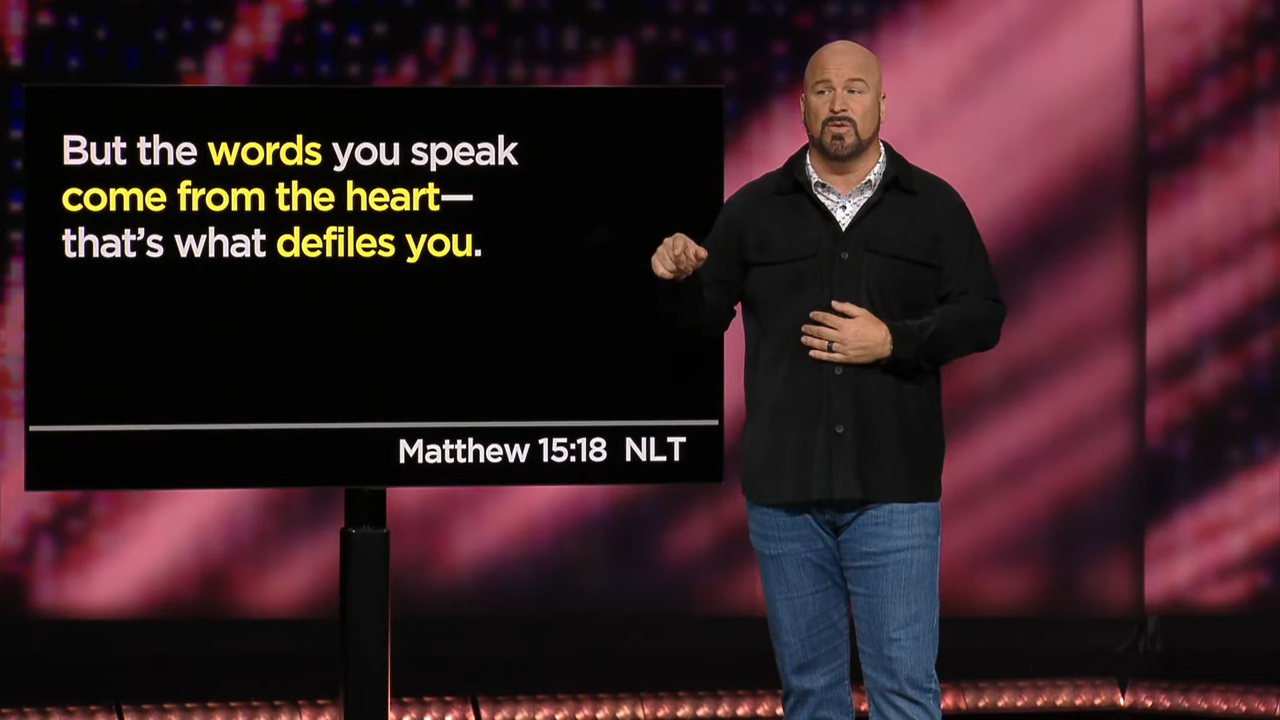 But the words you speak
come from the heart—
that's what defiles you.
Matthew 15:18 NLT